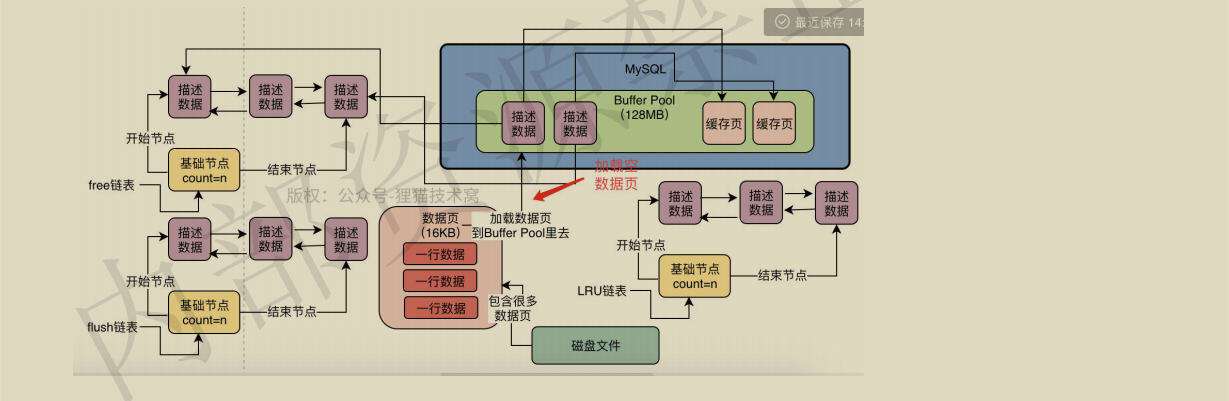 最近保存 14:
MySQL
Buffer Pool
（128MB）
描述
数据
描述
数据
缓存页
缓存页
描述
数据
描述
数据
描述
数据
开始节点
基础节点
count=n
结束节点
free链表
加载空
数据页
版权：公众号-狸猫技术窝
描述
数据
描述
数据
描述
数据
开始节点
基础节点
count=n
结束节点
flush链表
数据页
（16KB）
加载数据页
到Buffer Pool里去
一行数据
一行数据
一行数据
包含很多
数据页
磁盘文件
描述
数据
描述
数据
描述
数据
开始节点
基础节点
count=n
结束节点
LRU链表
内部资源禁